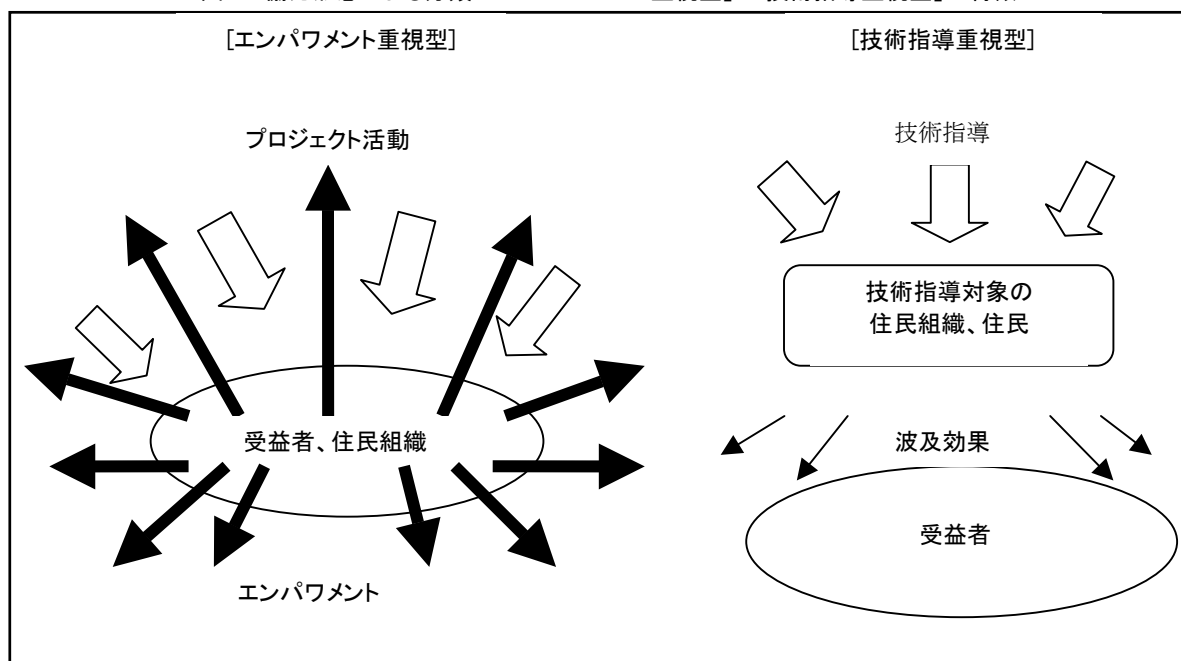 [エンパワメント重視型]
プロジェクト活動
受益者、住民組織
エンパワメント
[技術指導重視型]
技術指導
技術指導対象の
住民組織、住民
波及効果
受益者